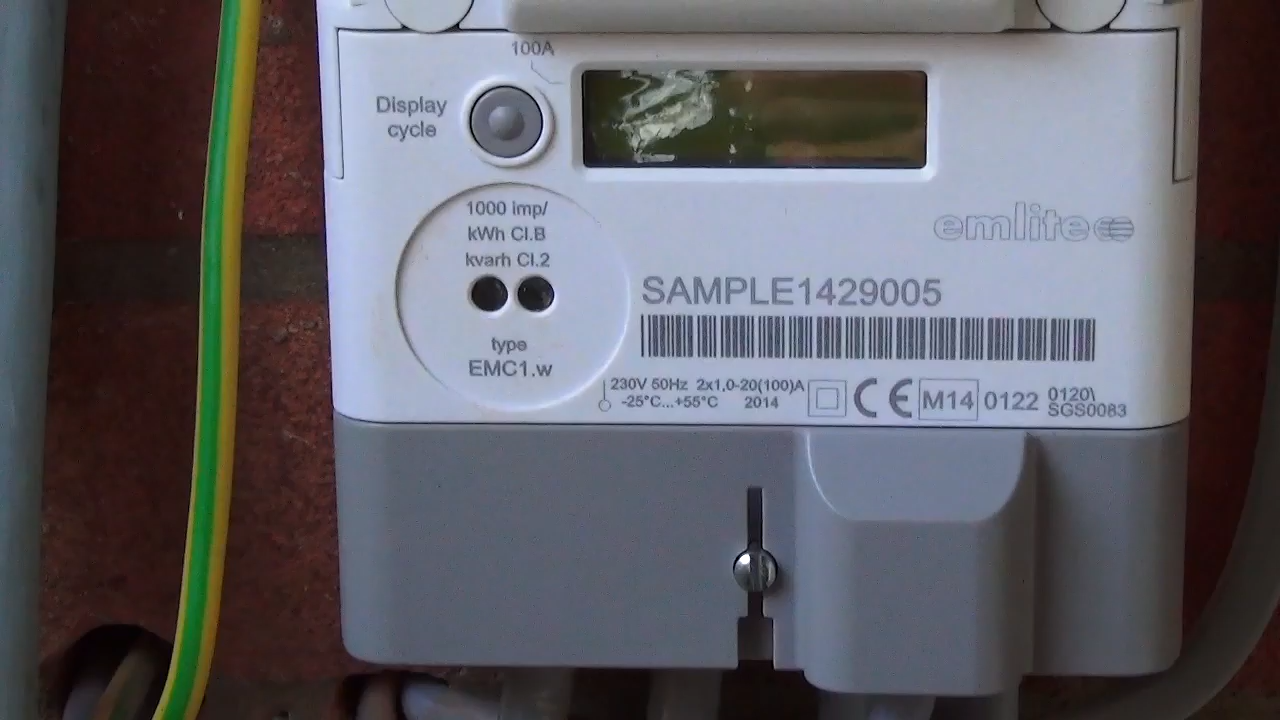 100A
Display
cycle
1000 imp/
kWh Cl.B
kvarh Cl.2
emlite
SAMPLE1429005
type
EMC1.w
230V 50Hz 2x1,0-20(100)A
-25°C...+55°C 2014
CE M14 0122
0120\
SGS0083